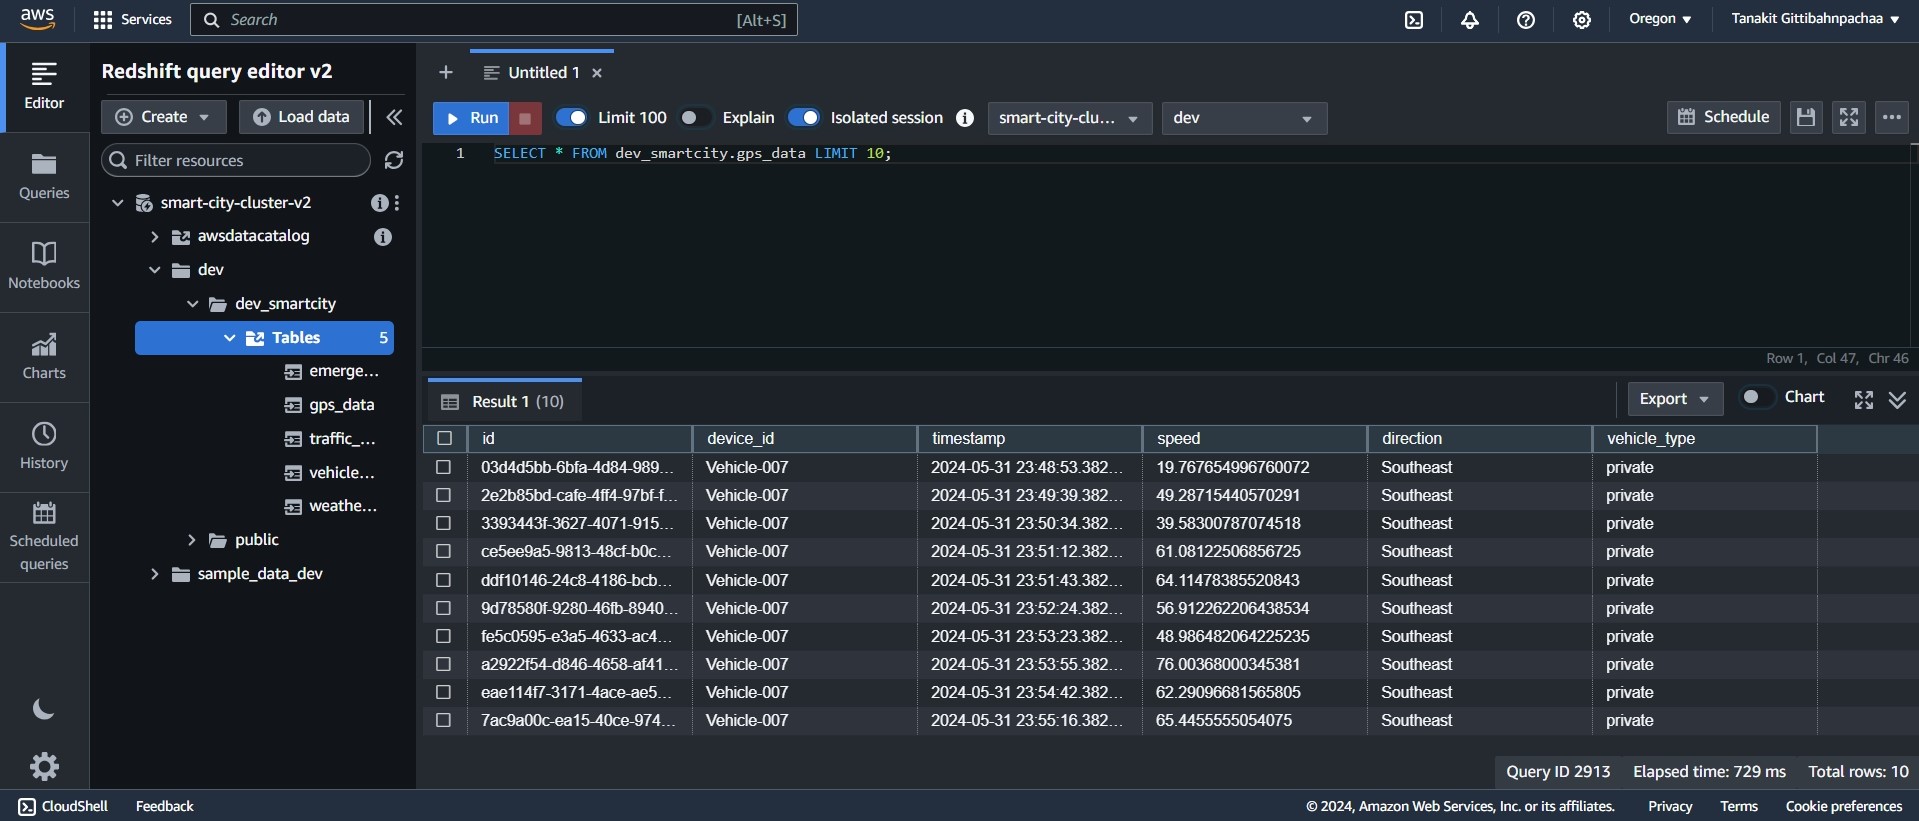 aws Services Search [Alt+S] Oregon Tanakit Gittibahnpachaa
Editor
Queries
Notebooks
Charts
History
Scheduled
queries
Redshift query editor v2
Create Load data
Filter resources
smart-city-cluster-v2
awsdatacatalog
dev
dev_smartcity
Tables 5
emerge...
gps_data
traffic_...
vehicle...
weathe...
public
sample_data_dev
Untitled 1
Run Limit 100 Explain Isolated session smart-city-clu... dev Schedule
1 SELECT * FROM dev_smartcity.gps_data LIMIT 10;
Row 1, Col 47, Chr 46
Result 1 (10) Export Chart
id device_id timestamp speed direction vehicle_type
03d4d5bb-6bfa-4d84-989... Vehicle-007 2024-05-31 23:48:53.382... 19.767654996760072 Southeast private
2e2b85bd-cafe-4ff4-97bf-f... Vehicle-007 2024-05-31 23:49:39.382... 49.28715440570291 Southeast private
3393443f-3627-4071-915... Vehicle-007 2024-05-31 23:50:34.382... 39.58300787074518 Southeast private
ce5ee9a5-9813-48cf-b0c... Vehicle-007 2024-05-31 23:51:12.382... 61.08122506856725 Southeast private
ddf10146-24c8-4186-bcb... Vehicle-007 2024-05-31 23:51:43.382... 64.11478385520843 Southeast private
9d78580f-9280-46fb-8940... Vehicle-007 2024-05-31 23:52:24.382... 56.912262206438534 Southeast private
fe5c0595-e3a5-4633-ac4... Vehicle-007 2024-05-31 23:53:23.382... 48.986482064225235 Southeast private
a2922f54-d846-4658-af41... Vehicle-007 2024-05-31 23:53:55.382... 76.00368000345381 Southeast private
eae114f7-3171-4ace-ae5... Vehicle-007 2024-05-31 23:54:42.382... 62.29096681565805 Southeast private
7ac9a00c-ea15-40ce-974... Vehicle-007 2024-05-31 23:55:16.382... 65.4455555054075 Southeast private
Query ID 2913 Elapsed time: 729 ms Total rows: 10
CloudShell Feedback © 2024, Amazon Web Services, Inc. or its affiliates. Privacy Terms Cookie preferences